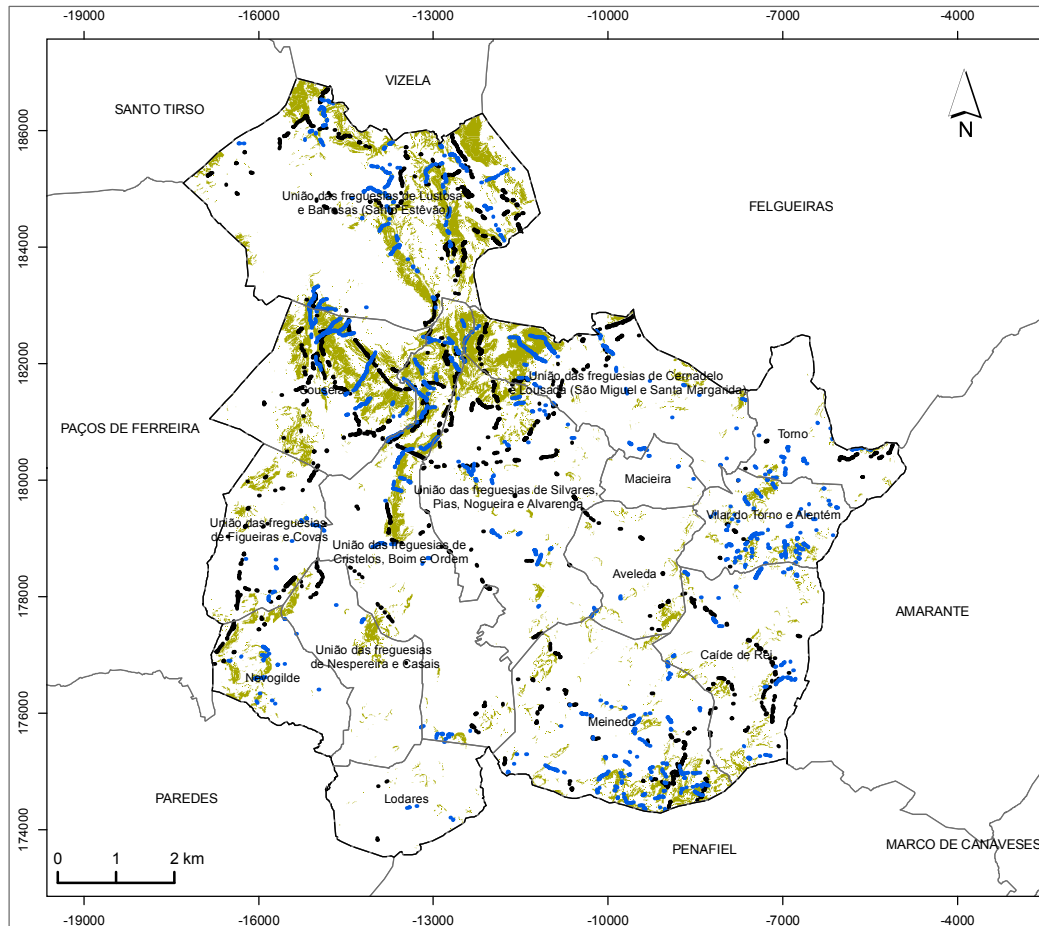 -19000 -16000 -13000 -10000 -7000 -4000
VIZELA
SANTO TIRSO
N
186000
União das freguesias de Lustosa
e Barrosas (Santo Estêvão)
FELGUEIRAS
184000
182000
União das freguesias de Cernadelo
e Lousada (São Miguel e Santa Margarida)
Sousela
PAÇOS DE FERREIRA
Torno
180000
Macieira
União das freguesias de Silvares,
Pias, Nogueira e Alvarenga
Vilar do Torno e Alentém
União das freguesias
de Figueiras e Covas
União das freguesias de
Cristelos, Boim e Ordem
Aveleda
178000
AMARANTE
União das freguesias
de Nespereira e Casais
Caíde de Rei
Nevogilde
176000
Meinedo
PAREDES
Lodares
174000
MARCO DE CANAVESES
PENAFIEL
0 1 2 km
-19000 -16000 -13000 -10000 -7000 -4000